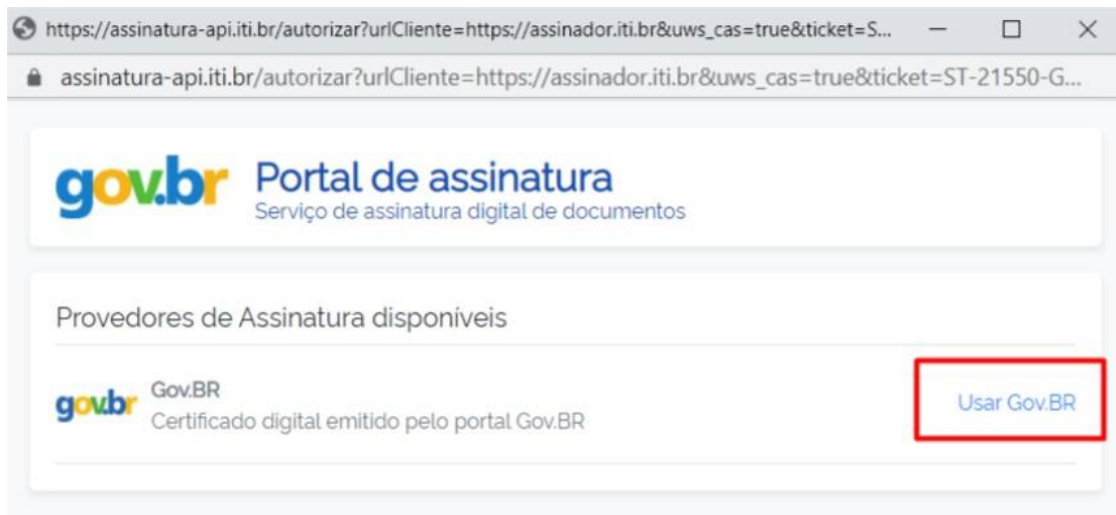 https://assinatura-api.iti.br/autorizar?urlCliente=https://assinador.iti.br&uws_cas=true&ticket=S...
assinatura-api.iti.br/autorizar?urlCliente=https://assinador.iti.br&uws_cas=true&ticket=ST-21550-G...
gov.br Portal de assinatura
Serviço de assinatura digital de documentos
Provedores de Assinatura disponíveis
gov.br Gov.BR Usar Gov.BR
Certificado digital emitido pelo portal Gov.BR